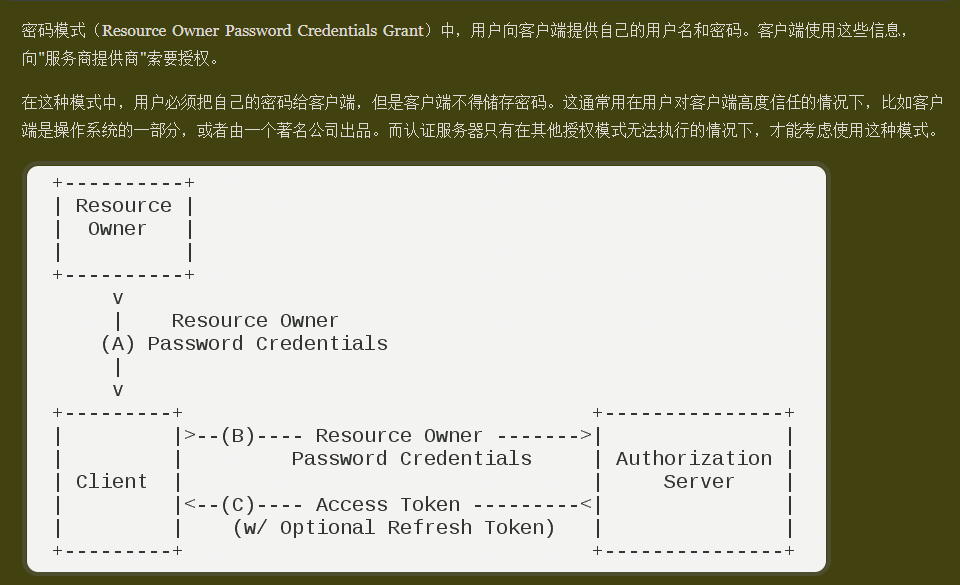 密码模式（Resource Owner Password Credentials Grant）中，用户向客户端提供自己的用户名和密码。客户端使用这些信息，
向"服务商提供商"索要授权。
在这种模式中，用户必须把自己的密码给客户端，但是客户端不得储存密码。这通常用在用户对客户端高度信任的情况下，比如客户
端是操作系统的一部分，或者由一个著名公司出品。而认证服务器只有在其他授权模式无法执行的情况下，才能考虑使用这种模式。
+----------+
| Resource |
|  Owner   |
|          |
+----------+
     v
     |    Resource Owner
    (A) Password Credentials
     |
     v
+---------+                                  +---------------+
|         |>--(B)---- Resource Owner ------->|               |
|         |         Password Credentials     | Authorization |
| Client  |                                  |     Server    |
|         |<--(C)---- Access Token ---------<|               |
|         |    (w/ Optional Refresh Token)   |               |
+---------+                                  +---------------+